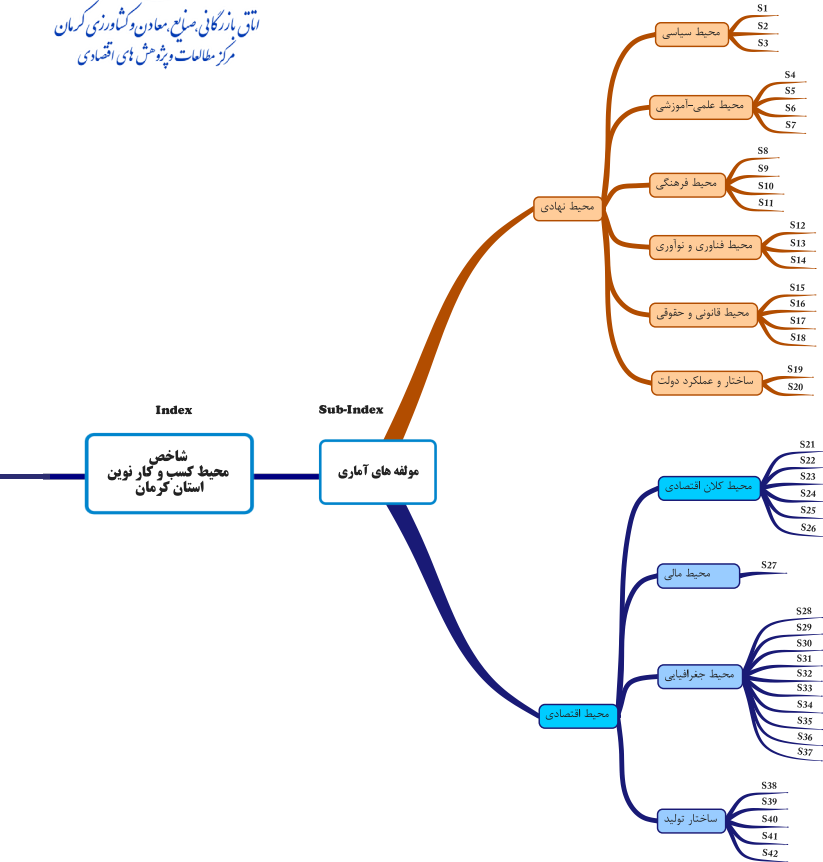 اتاق بازرگانی،صنایع،معادن وکشاورزی کرمان
مرکز مطالعات وپژوهش های اقتصادی
Index
شاخص
محیط کسب و کار نوین
استان کرمان
Sub-Index
مولفه های آماری
محیط نهادی
محیط سیاسی
S1
S2
S3
محیط علمی-آموزشی
S4
S5
S6
S7
محیط فرهنگی
S8
S9
S10
S11
محیط فناوری و نوآوری
S12
S13
S14
محیط قانونی و حقوقی
S15
S16
S17
S18
ساختار و عملکرد دولت
S19
S20
محیط اقتصادی
محیط کلان اقتصادی
S21
S22
S23
S24
S25
S26
محیط مالی
S27
محیط جغرافیایی
S28
S29
S30
S31
S32
S33
S34
S35
S36
S37
ساختار تولید
S38
S39
S40
S41
S42